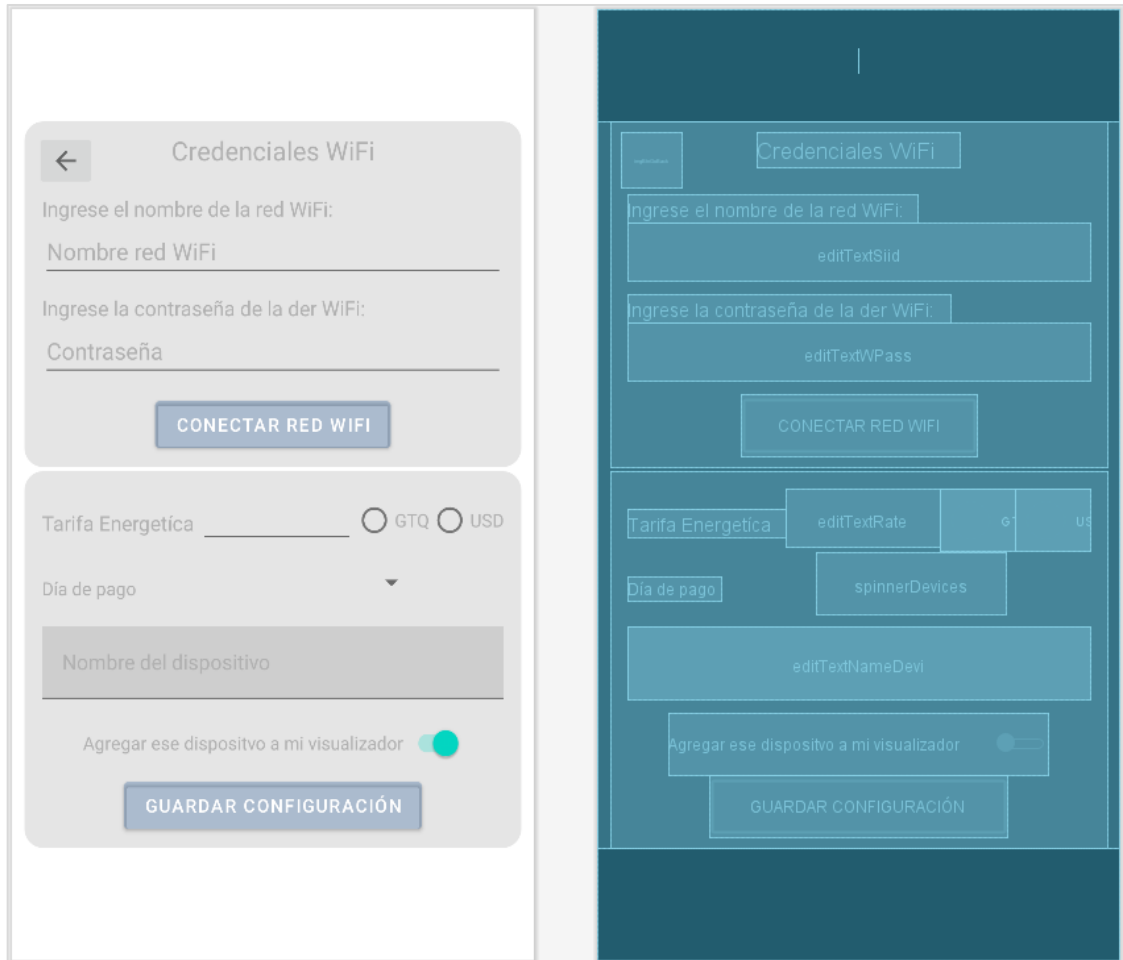 Credenciales WiFi
Ingrese el nombre de la red WiFi:
Nombre red WiFi
Ingrese la contraseña de la der WiFi:
Contraseña
CONECTAR RED WIFI
Tarifa Energetíca
GTQ
USD
Día de pago
Nombre del dispositivo
Agregar ese dispositvo a mi visualizador
GUARDAR CONFIGURACIÓN
Credenciales WiFi
Ingrese el nombre de la red WiFi:
editTextSiid
Ingrese la contraseña de la der WiFi:
editTextWPass
CONECTAR RED WIFI
Tarifa Energetíca
editTextRate
G
US
Día de pago
spinnerDevices
editTextNameDevi
Agregar ese dispositvo a mi visualizador
GUARDAR CONFIGURACIÓN